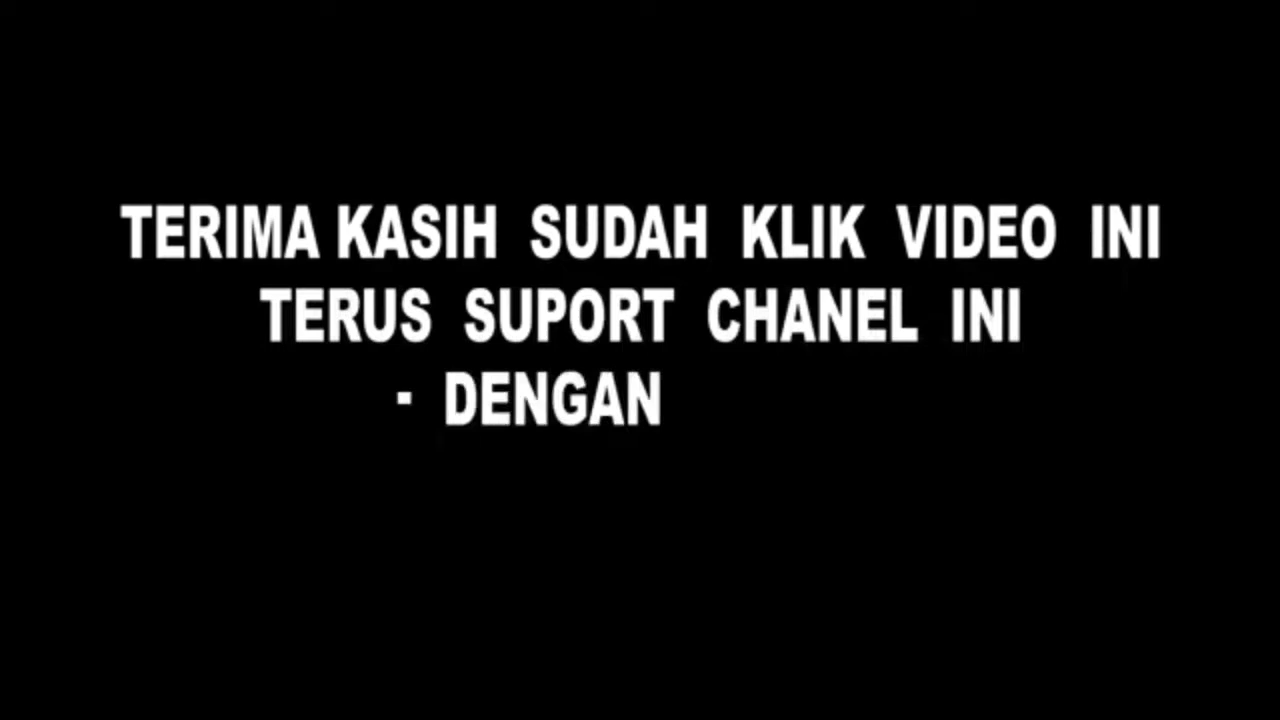 TERIMA KASIH SUDAH KLIK VIDEO INI
TERUS SUPORT CHANEL INI
- DENGAN